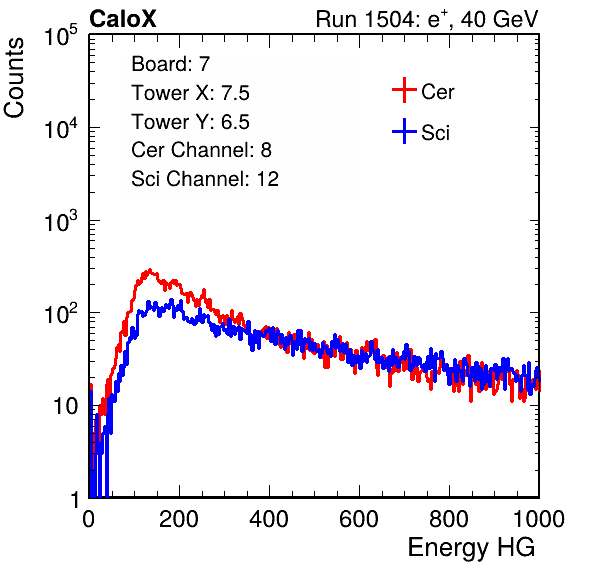 CaloX Run 1504: e⁺, 40 GeV
Counts
10⁵
10⁴
10³
10²
10
1
Board: 7
Tower X: 7.5
Tower Y: 6.5
Cer Channel: 8
Sci Channel: 12
Cer
Sci
0 200 400 600 800 1000
Energy HG